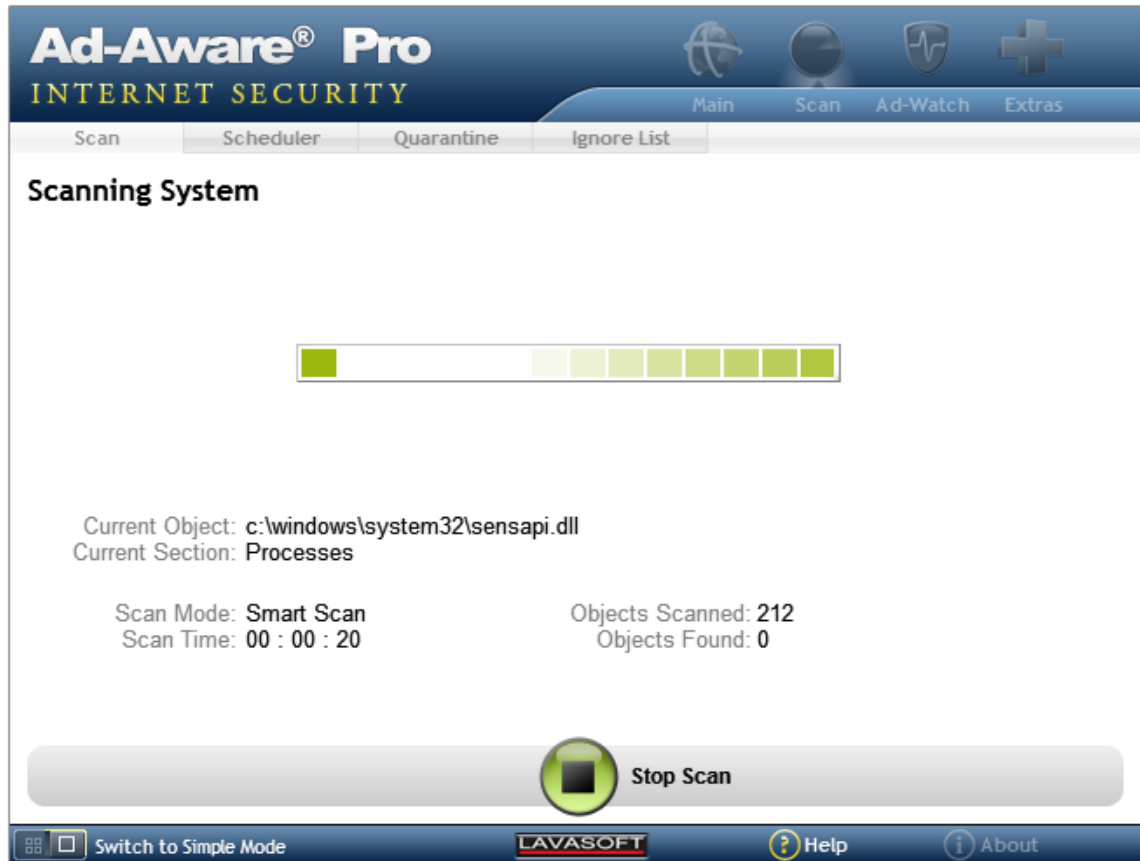 Ad-Aware® Pro
INTERNET SECURITY
Main Scan Ad-Watch Extras
Scan Scheduler Quarantine Ignore List
Scanning System
Current Object: c:\windows\system32\sensapi.dll
Current Section: Processes
Scan Mode: Smart Scan Objects Scanned: 212
Scan Time: 00 : 00 : 20 Objects Found: 0
Stop Scan
Switch to Simple Mode LAVASOFT ? Help i About